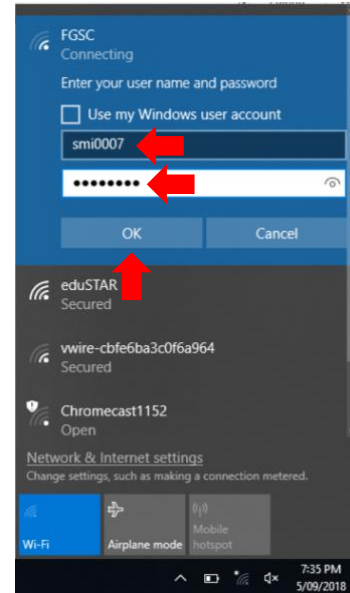 FGSC
Connecting
Enter your user name and password
Use my Windows user account
smi0007
••••••••
OK
Cancel
eduSTAR
Secured
vwire-cbfe6ba3c0f6a964
Secured
Chromecast1152
Open
Network & Internet settings
Change settings, such as making a connection metered.
Wi-Fi
Airplane mode
Mobile
hotspot
7:35 PM
5/09/2018